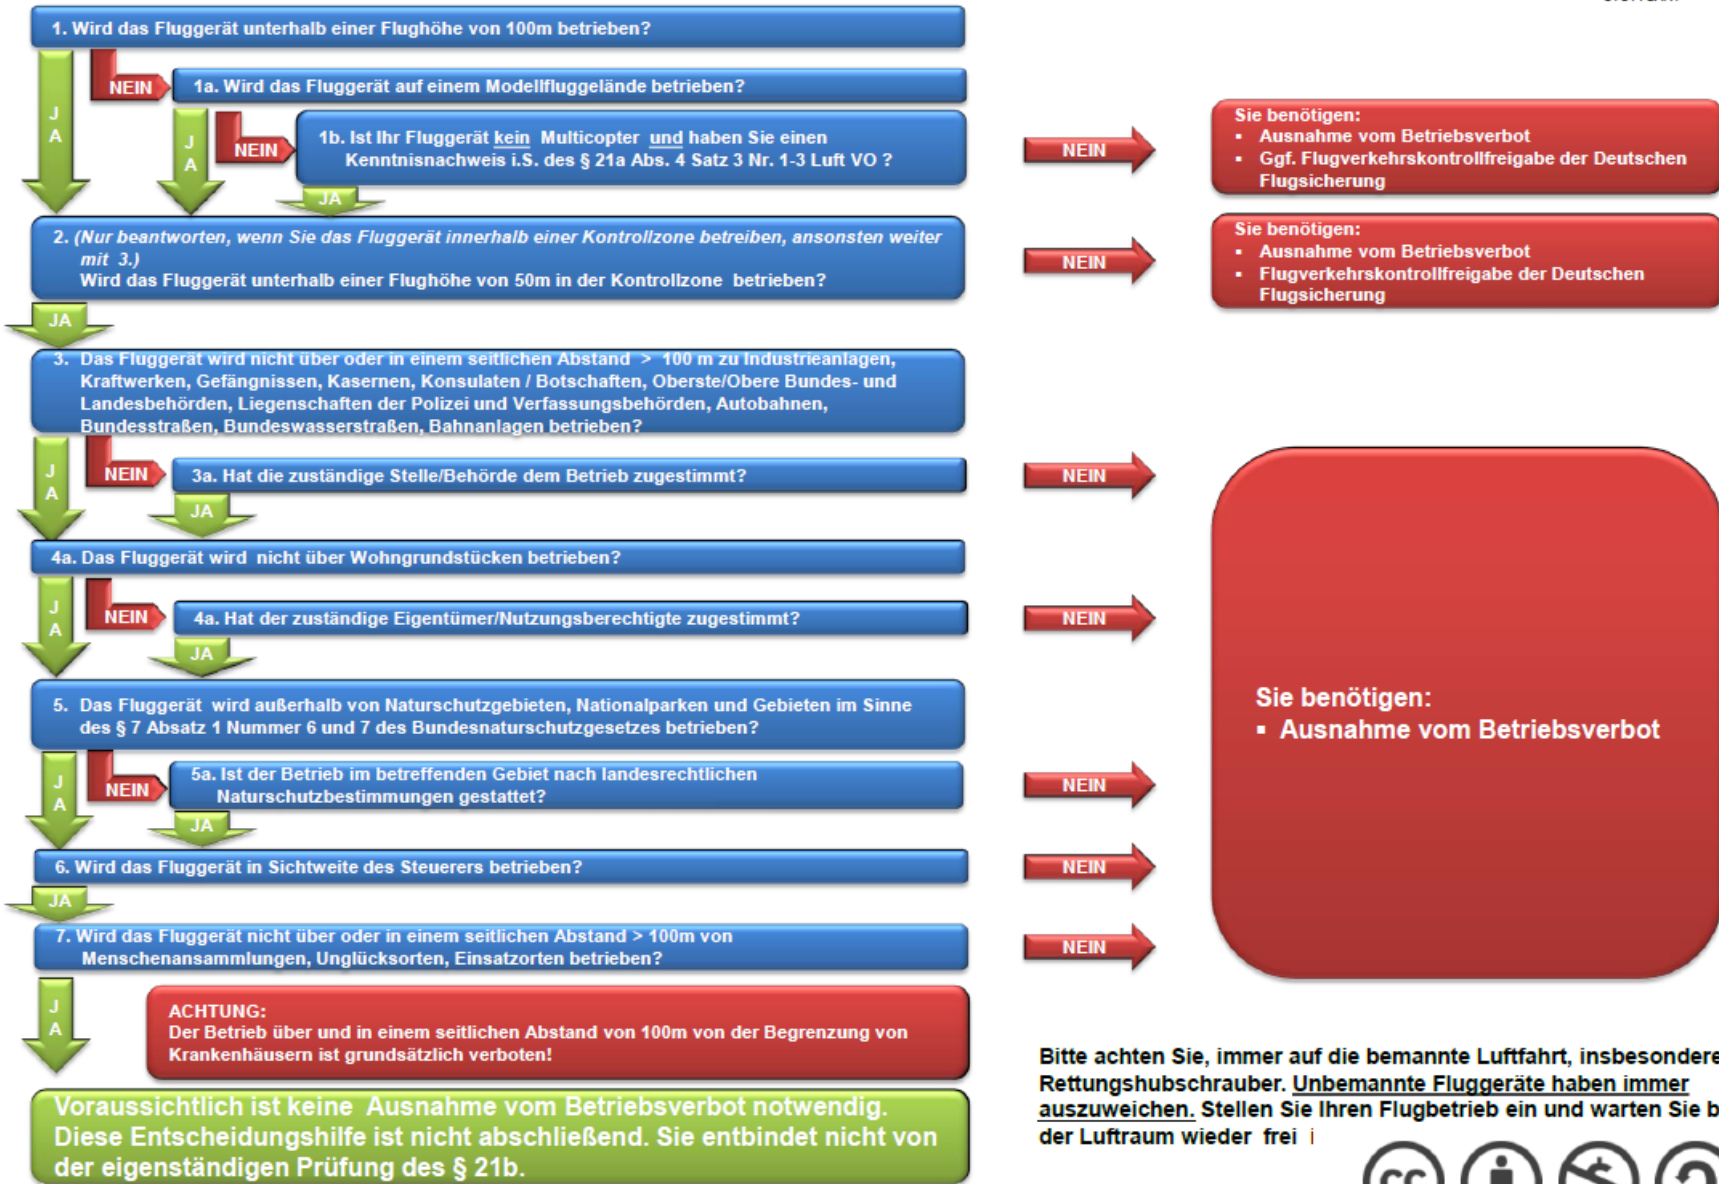 1. Wird das Fluggerät unterhalb einer Flughöhe von 100m betrieben?
NEIN
1a. Wird das Fluggerät auf einem Modellfluggelände betrieben?
J
A
J
A
NEIN
1b. Ist Ihr Fluggerät kein Multicopter und haben Sie einen
Kenntnisnachweis i.S. des § 21a Abs. 4 Satz 3 Nr. 1-3 Luft VO ?
JA
NEIN
Sie benötigen:
▪ Ausnahme vom Betriebsverbot
▪ Ggf. Flugverkehrskontrollfreigabe der Deutschen
Flugsicherung
2. (Nur beantworten, wenn Sie das Fluggerät innerhalb einer Kontrollzone betreiben, ansonsten weiter
mit 3.)
Wird das Fluggerät unterhalb einer Flughöhe von 50m in der Kontrollzone betrieben?
NEIN
Sie benötigen:
▪ Ausnahme vom Betriebsverbot
▪ Flugverkehrskontrollfreigabe der Deutschen
Flugsicherung
JA
3. Das Fluggerät wird nicht über oder in einem seitlichen Abstand > 100 m zu Industrieanlagen,
Kraftwerken, Gefängnissen, Kasernen, Konsulaten / Botschaften, Oberste/Obere Bundes- und
Landesbehörden, Liegenschaften der Polizei und Verfassungsbehörden, Autobahnen,
Bundesstraßen, Bundeswasserstraßen, Bahnanlagen betrieben?
J
A
NEIN
3a. Hat die zuständige Stelle/Behörde dem Betrieb zugestimmt?
NEIN
JA
4a. Das Fluggerät wird nicht über Wohngrundstücken betrieben?
J
A
NEIN
4a. Hat der zuständige Eigentümer/Nutzungsberechtigte zugestimmt?
NEIN
JA
5. Das Fluggerät wird außerhalb von Naturschutzgebieten, Nationalparken und Gebieten im Sinne
des § 7 Absatz 1 Nummer 6 und 7 des Bundesnaturschutzgesetzes betrieben?
Sie benötigen:
▪ Ausnahme vom Betriebsverbot
J
A
NEIN
5a. Ist der Betrieb im betreffenden Gebiet nach landesrechtlichen
Naturschutzbestimmungen gestattet?
NEIN
JA
6. Wird das Fluggerät in Sichtweite des Steuerers betrieben?
NEIN
JA
7. Wird das Fluggerät nicht über oder in einem seitlichen Abstand > 100m von
Menschenansammlungen, Unglücksorten, Einsatzorten betrieben?
NEIN
J
A
ACHTUNG:
Der Betrieb über und in einem seitlichen Abstand von 100m von der Begrenzung von
Krankenhäusern ist grundsätzlich verboten!
Voraussichtlich ist keine Ausnahme vom Betriebsverbot notwendig.
Diese Entscheidungshilfe ist nicht abschließend. Sie entbindet nicht von
der eigenständigen Prüfung des § 21b.
Bitte achten Sie, immer auf die bemannte Luftfahrt, insbesondere
Rettungshubschrauber. Unbemannte Fluggeräte haben immer
auszuweichen. Stellen Sie Ihren Flugbetrieb ein und warten Sie b
der Luftraum wieder frei i
cc